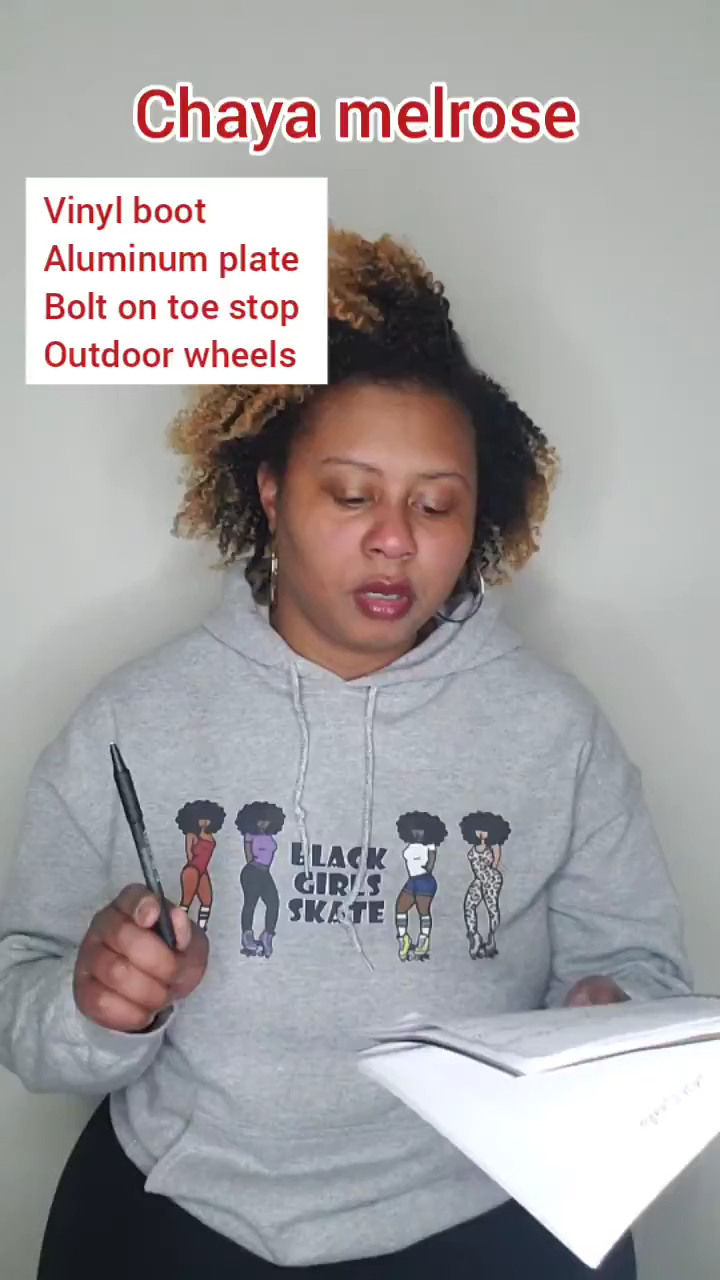 Chaya melrose
Vinyl boot
Aluminum plate
Bolt on toe stop
Outdoor wheels
BLACK
GIRLS
SKATE